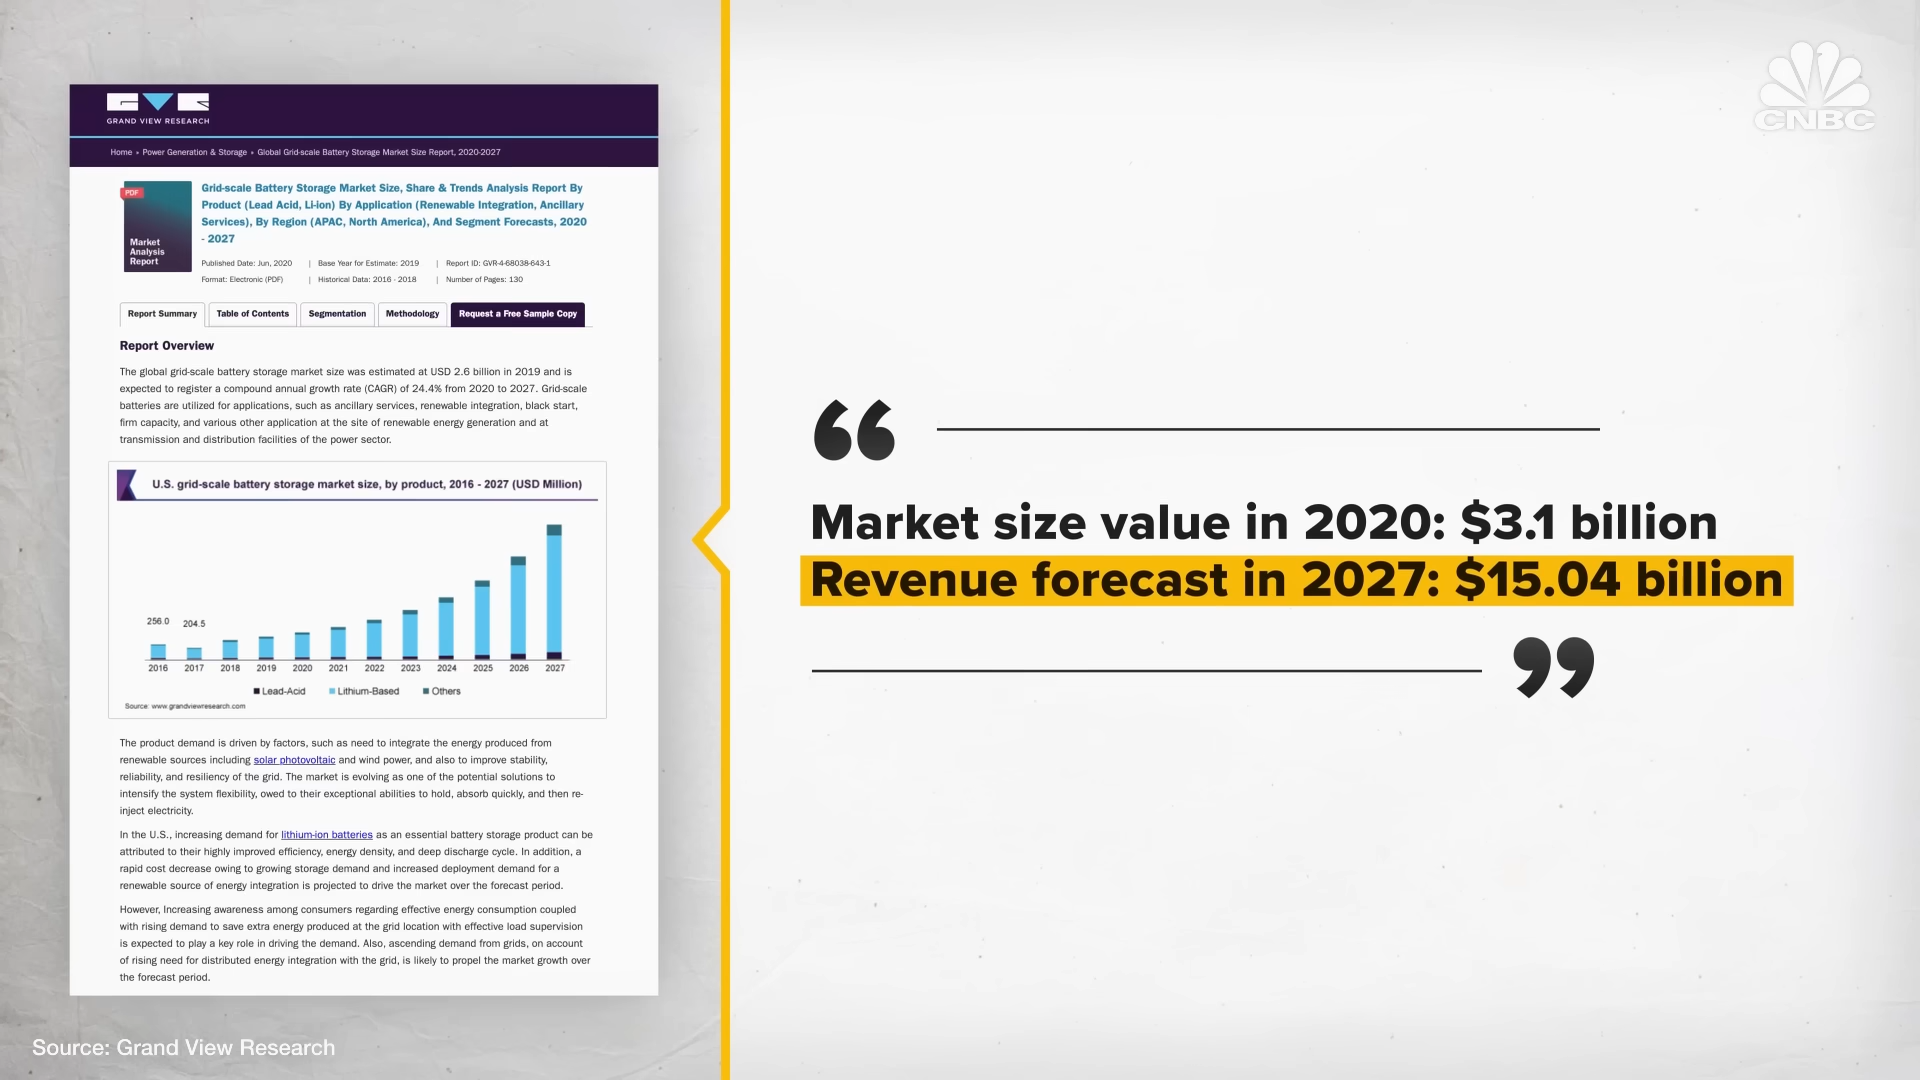 GVR
GRAND VIEW RESEARCH
Home » Power Generation & Storage » Global Grid-scale Battery Storage Market Size Report, 2020-2027
PDF
Market
Analysis
Report
Grid-scale Battery Storage Market Size, Share & Trends Analysis Report By
Product (Lead Acid, Li-ion) By Application (Renewable Integration, Ancillary
Services), By Region (APAC, North America), And Segment Forecasts, 2020
- 2027
Published Date: Jun, 2020 | Base Year for Estimate: 2019 | Report ID: GVR-4-68038-643-1
Format: Electronic (PDF) | Historical Data: 2016 - 2018 | Number of Pages: 130
Report Summary Table of Contents Segmentation Methodology Request a Free Sample Copy
Report Overview
The global grid-scale battery storage market size was estimated at USD 2.6 billion in 2019 and is
expected to register a compound annual growth rate (CAGR) of 24.4% from 2020 to 2027. Grid-scale
batteries are utilized for applications, such as ancillary services, renewable integration, black start,
firm capacity, and various other application at the site of renewable energy generation and at
transmission and distribution facilities of the power sector.
U.S. grid-scale battery storage market size, by product, 2016 - 2027 (USD Million)
256.0 204.5
2016 2017 2018 2019 2020 2021 2022 2023 2024 2025 2026 2027
Lead-Acid Lithium-Based Others
Source: www.grandviewresearch.com
The product demand is driven by factors, such as need to integrate the energy produced from
renewable sources including solar photovoltaic and wind power, and also to improve stability,
reliability, and resiliency of the grid. The market is evolving as one of the potential solutions to
intensify the system flexibility, owed to their exceptional abilities to hold, absorb quickly, and then re-
inject electricity.
In the U.S., increasing demand for lithium-ion batteries as an essential battery storage product can be
attributed to their highly improved efficiency, energy density, and deep discharge cycle. In addition, a
rapid cost decrease owing to growing storage demand and increased deployment demand for a
renewable source of energy integration is projected to drive the market over the forecast period.
However, Increasing awareness among consumers regarding effective energy consumption coupled
with rising demand to save extra energy produced at the grid location with effective load supervision
is expected to play a key role in driving the demand. Also, ascending demand from grids, on account
of rising need for distributed energy integration with the grid, is likely to propel the market growth over
the forecast period.
Source: Grand View Research
CNBC
“
Market size value in 2020: $3.1 billion
Revenue forecast in 2027: $15.04 billion
”